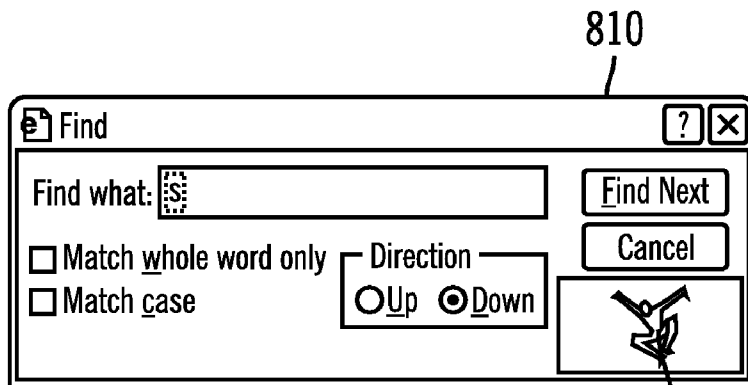 810
e Find ? X
Find what: s Find Next
Match whole word only Direction Cancel
Match case Up Down